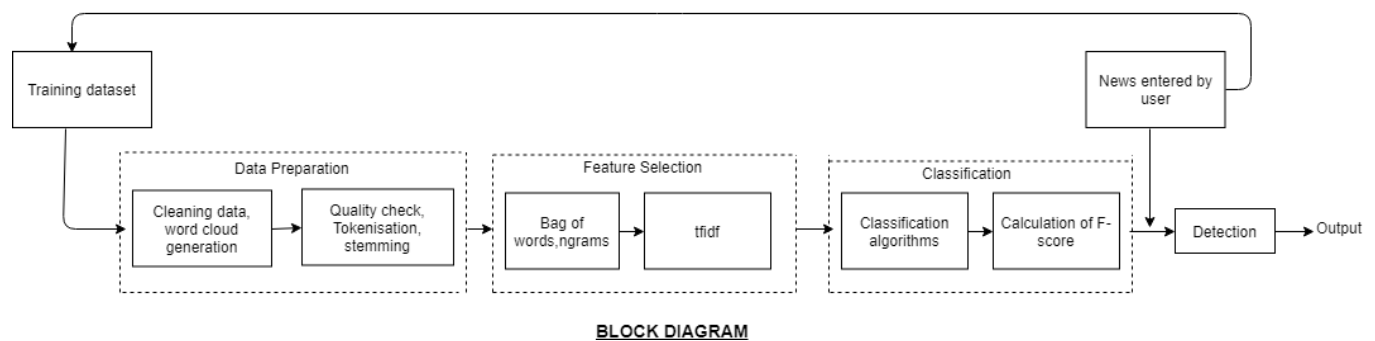 Training dataset
News entered by
user
Data Preparation
Cleaning data,
word cloud
generation
Quality check,
Tokenisation,
stemming
Feature Selection
Bag of
words,ngrams
tfidf
Classification
Classification
algorithms
Calculation of F-
score
Detection
Output
BLOCK DIAGRAM